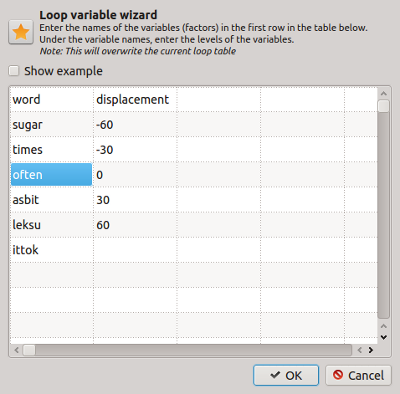 Loop variable wizard
Enter the names of the variables (factors) in the first row in the table below.
Under the variable names, enter the levels of the variables.
Note: This will overwrite the current loop table
Show example
word displacement
sugar -60
times -30
often 0
asbit 30
leksu 60
ittok
OK Cancel